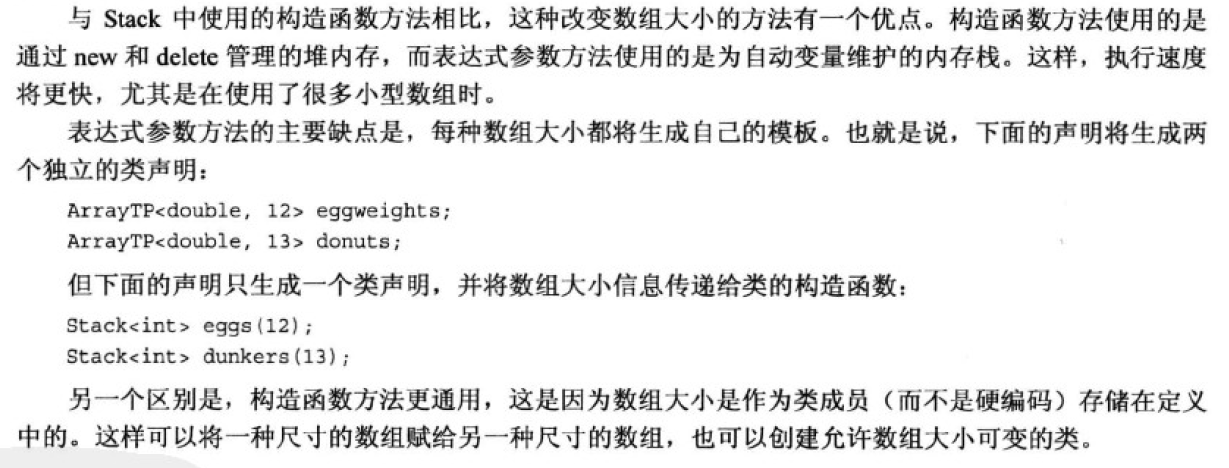 与 Stack 中使用的构造函数方法相比，这种改变数组大小的方法有一个优点。构造函数方法使用的是
通过 new 和 delete 管理的堆内存，而表达式参数方法使用的是为自动变量维护的内存栈。这样，执行速度
将更快，尤其是在使用了很多小型数组时。
表达式参数方法的主要缺点是，每种数组大小都将生成自己的模板。也就是说，下面的声明将生成两
个独立的类声明：
ArrayTP<double, 12> eggweights;
ArrayTP<double, 13> donuts;
但下面的声明只生成一个类声明，并将数组大小信息传递给类的构造函数：
Stack<int> eggs(12);
Stack<int> dunkers(13);
另一个区别是，构造函数方法更通用，这是因为数组大小是作为类成员（而不是硬编码）存储在定义
中的。这样可以将一种尺寸的数组赋给另一种尺寸的数组，也可以创建允许数组大小可变的类。